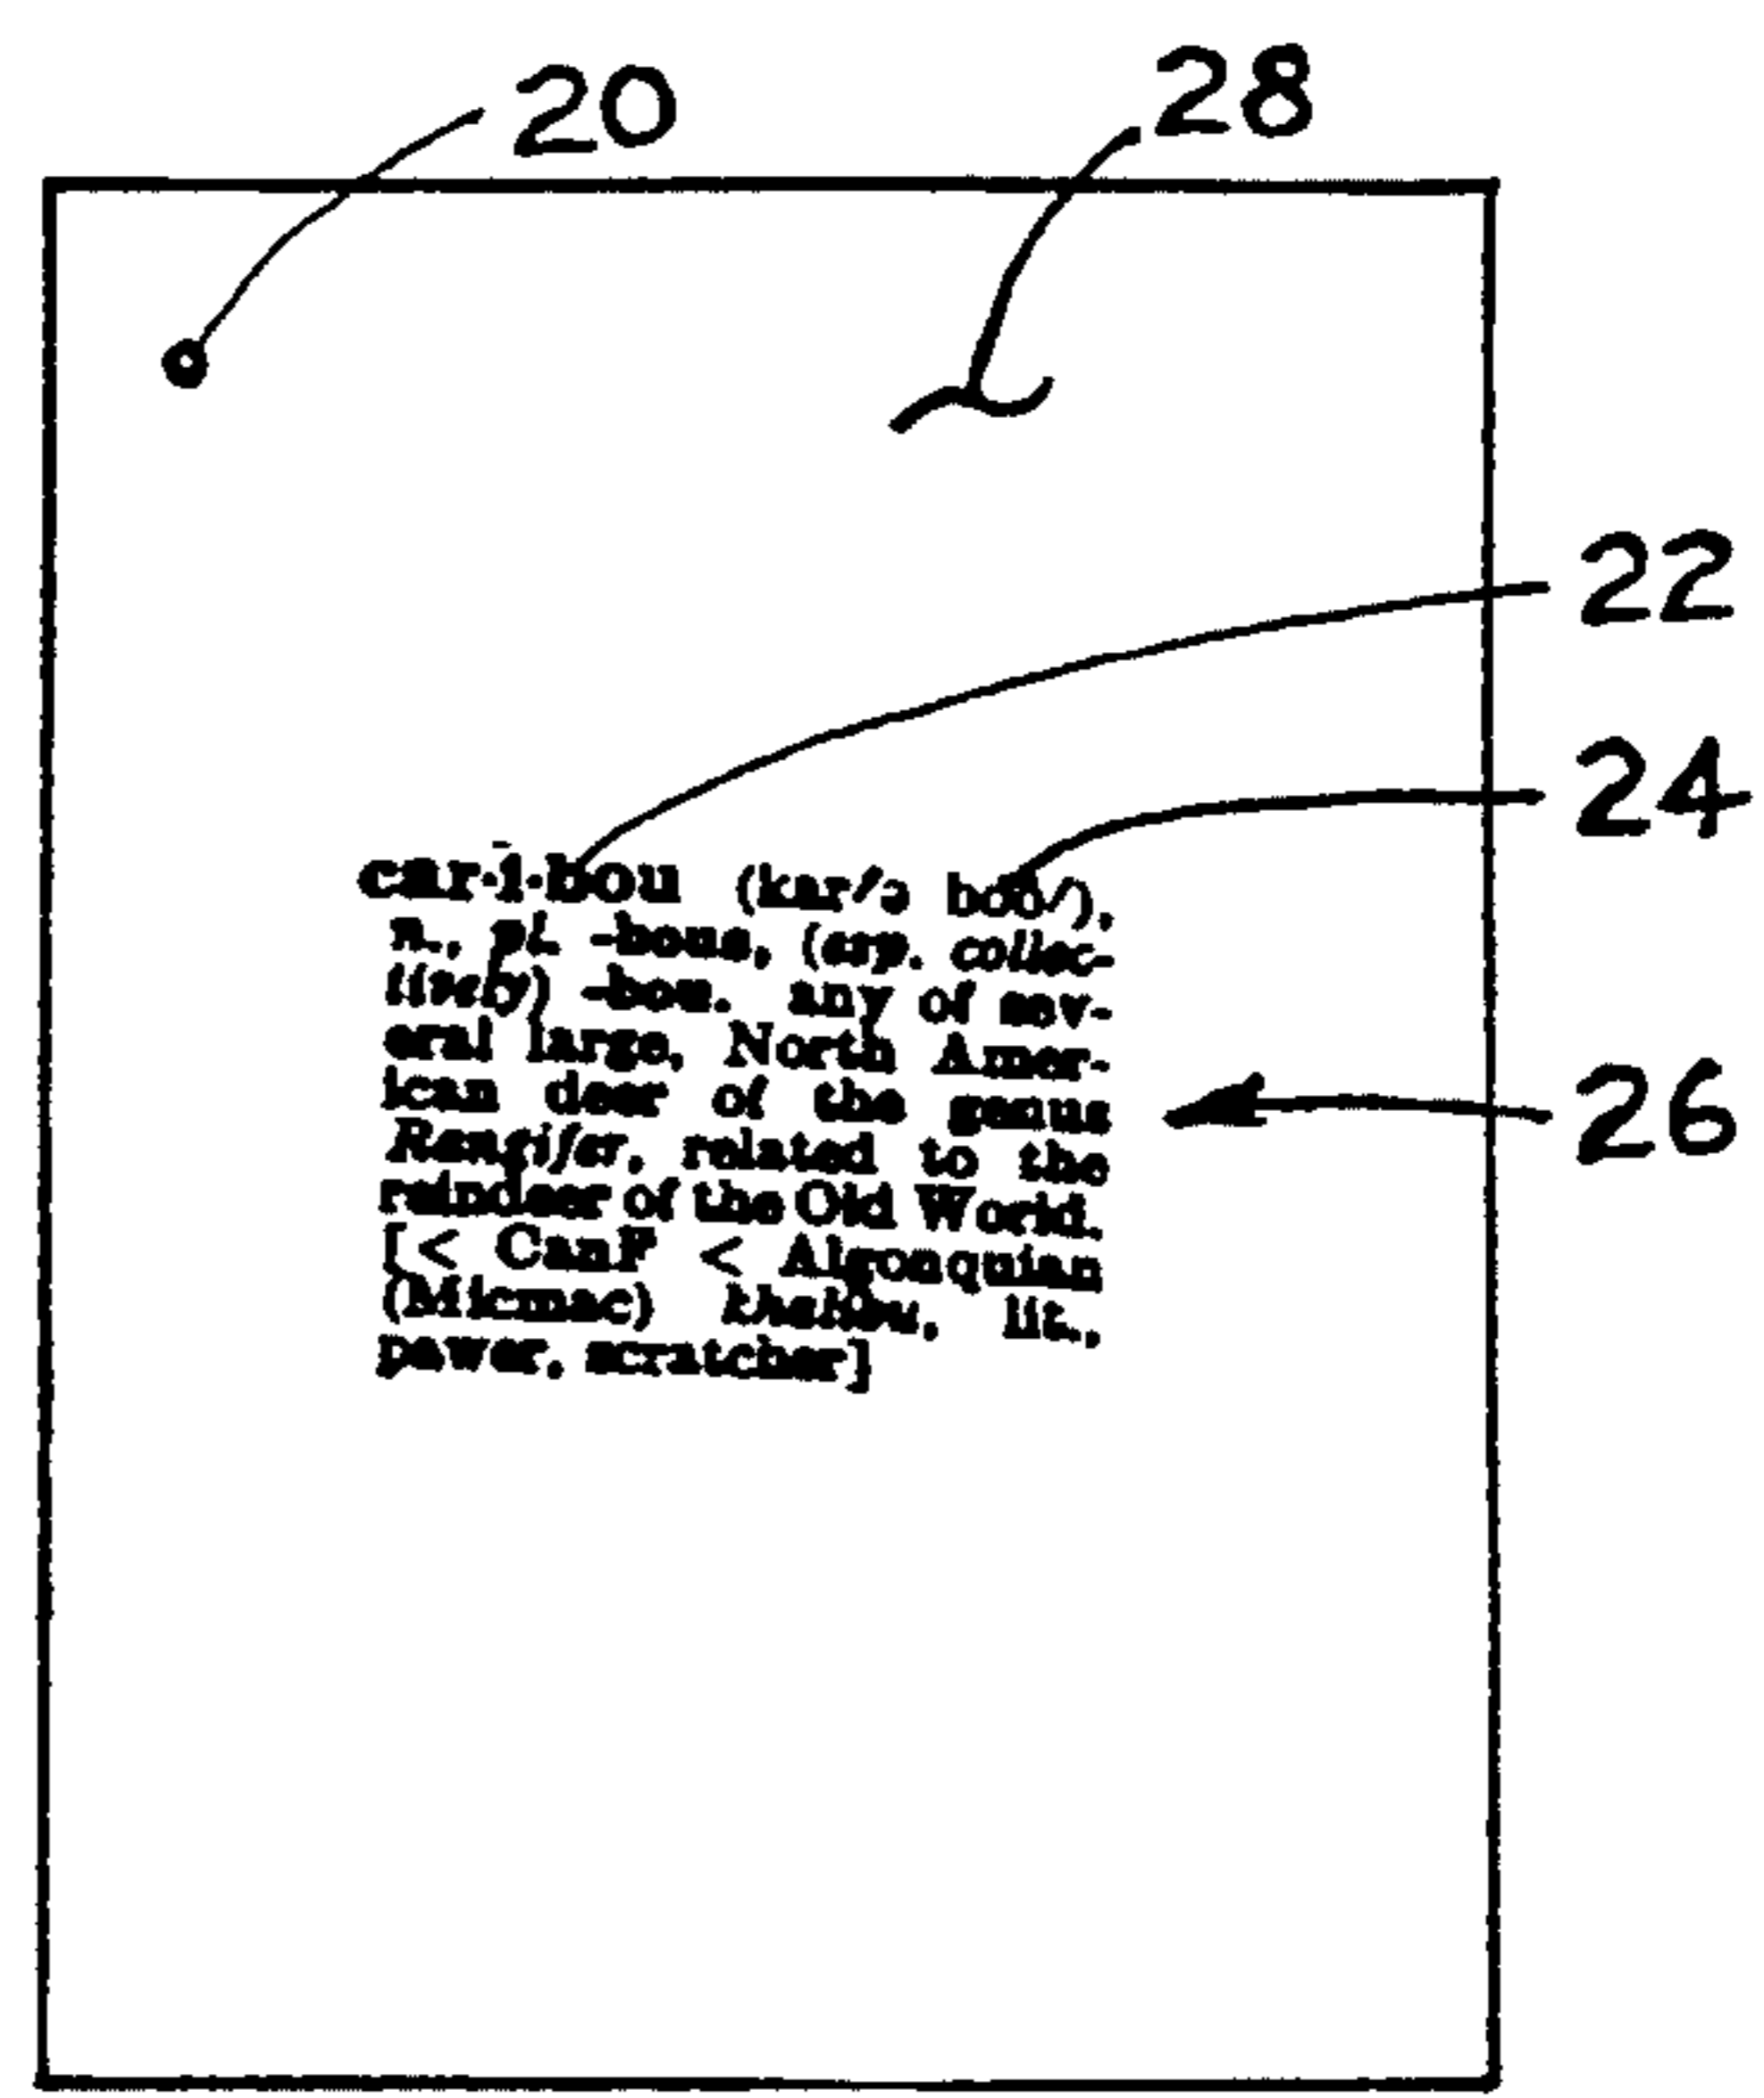 20
28
22
24
26
car·i·bou (kar′ə bo͞o′),
n., pl. -bous, (esp. collec-
tively) -bou. any of sev-
eral large, North Amer-
ican deer of the genus
Rangifer, related to the
reindeer of the Old World.
[< CanF < Algonquian
(Micmac) lit.,
pawer, scratcher]